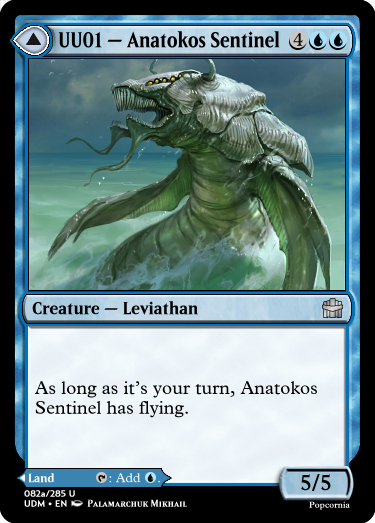 UU01 — Anatokos Sentinel 4
Creature — Leviathan
As long as it's your turn, Anatokos
Sentinel has flying.
Land : Add .
5/5
082a/285 U
UDM • EN Palamarchuk Mikhail
Popcornia